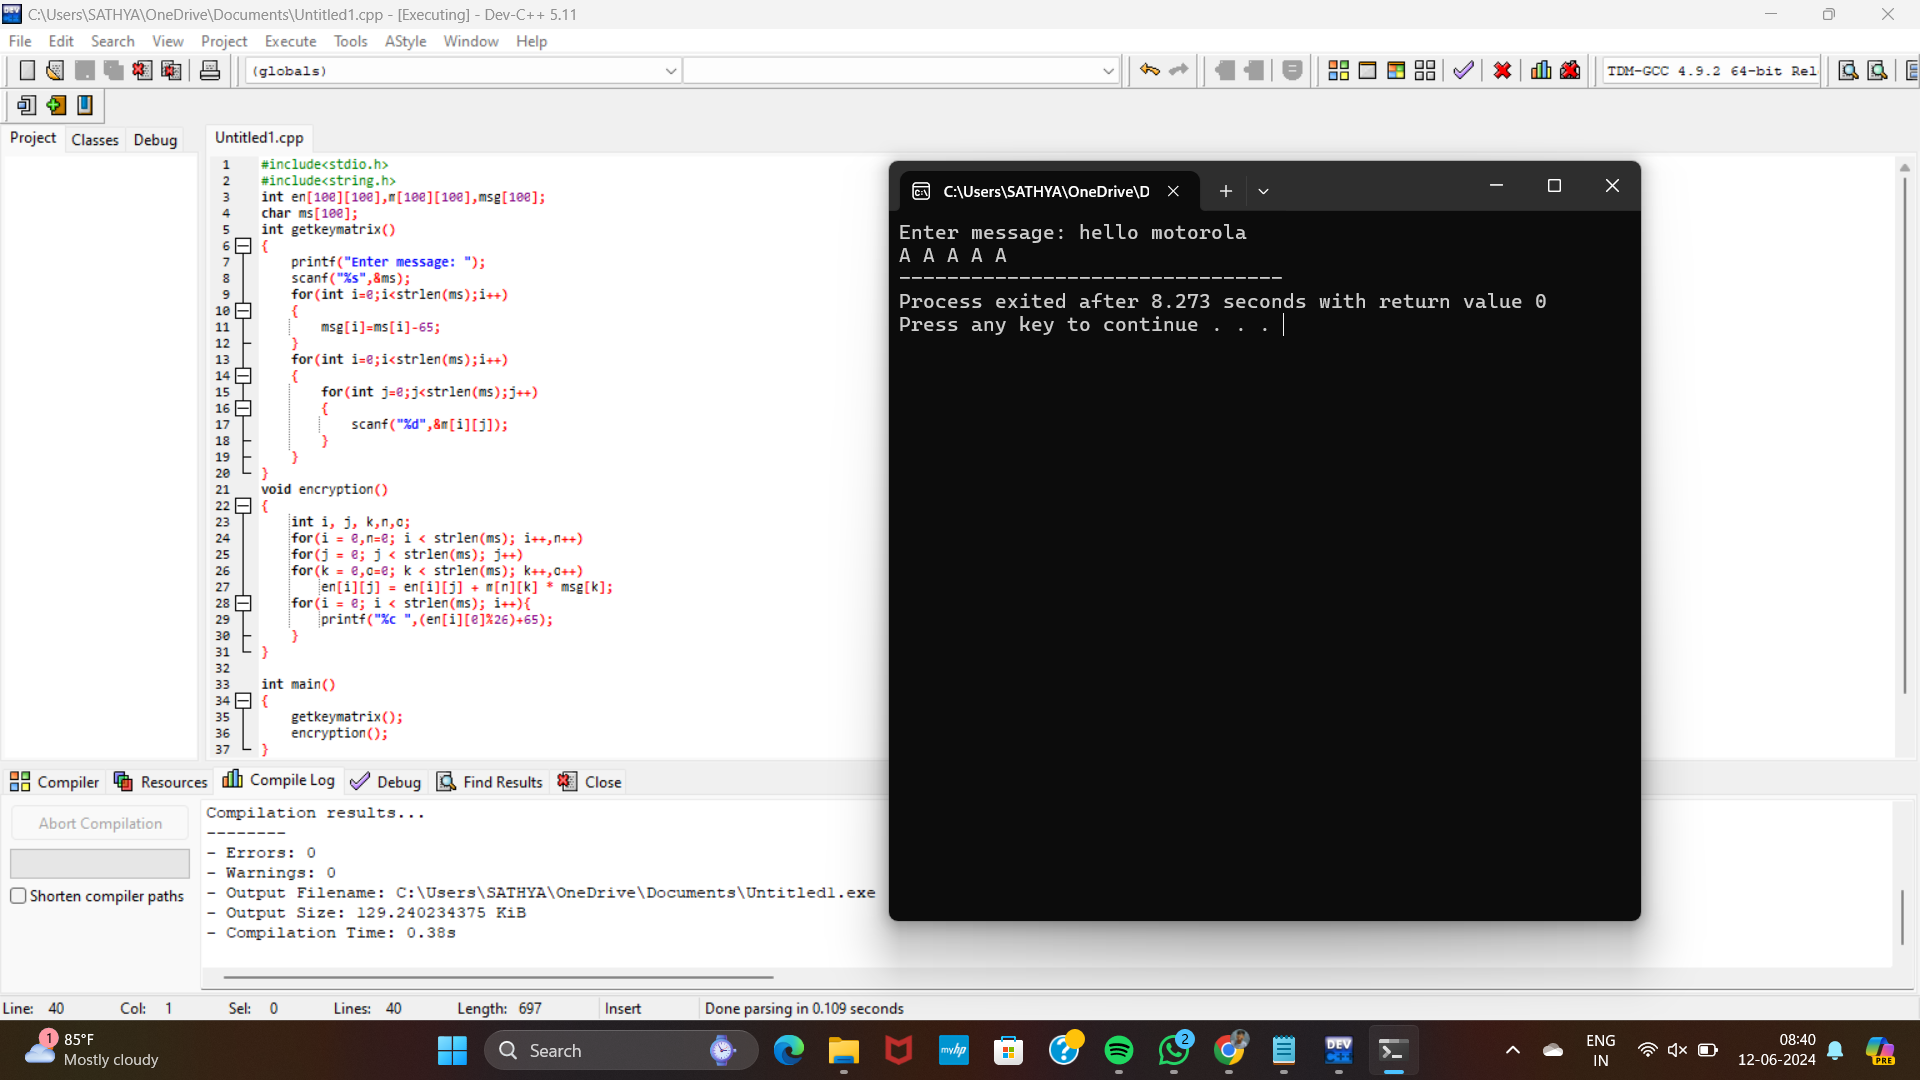 C:\Users\SATHYA\OneDrive\Documents\Untitled1.cpp - [Executing] - Dev-C++ 5.11
File Edit Search View Project Execute Tools AStyle Window Help
(globals)
TDM-GCC 4.9.2 64-bit Rel
Project Classes Debug
Untitled1.cpp
1 #include<stdio.h>
2 #include<string.h>
3 int en[100][100],m[100][100],msg[100];
4 char ms[100];
5 int getkeymatrix()
6 {
7 printf("Enter message: ");
8 scanf("%s",&ms);
9 for(int i=0;i<strlen(ms);i++)
10 {
11 msg[i]=ms[i]-65;
12 }
13 for(int i=0;i<strlen(ms);i++)
14 {
15 for(int j=0;j<strlen(ms);j++)
16 {
17 scanf("%d",&m[i][j]);
18 }
19 }
20 }
21 void encryption()
22 {
23 int i, j, k,n,o;
24 for(i = 0,n=0; i < strlen(ms); i++,n++)
25 for(j = 0; j < strlen(ms); j++)
26 for(k = 0,o=0; k < strlen(ms); k++,o++)
27 en[i][j] = en[i][j] + m[n][k] * msg[k];
28 for(i = 0; i < strlen(ms); i++){
29 printf("%c ",(en[i][0]%26)+65);
30 }
31 }
32
33 int main()
34 {
35 getkeymatrix();
36 encryption();
37 }
C:\Users\SATHYA\OneDrive\D
Enter message: hello motorola
A A A A A
--------------------------------
Process exited after 8.273 seconds with return value 0
Press any key to continue . . .
Compiler Resources Compile Log Debug Find Results Close
Abort Compilation
Shorten compiler paths
Compilation results...
--------
- Errors: 0
- Warnings: 0
- Output Filename: C:\Users\SATHYA\OneDrive\Documents\Untitled1.exe
- Output Size: 129.240234375 KiB
- Compilation Time: 0.38s
Line: 40 Col: 1 Sel: 0 Lines: 40 Length: 697 Insert Done parsing in 0.109 seconds
1
85°F
Mostly cloudy
Search
myhp
2
DEV
C++
ENG
IN
08:40
12-06-2024
PRE